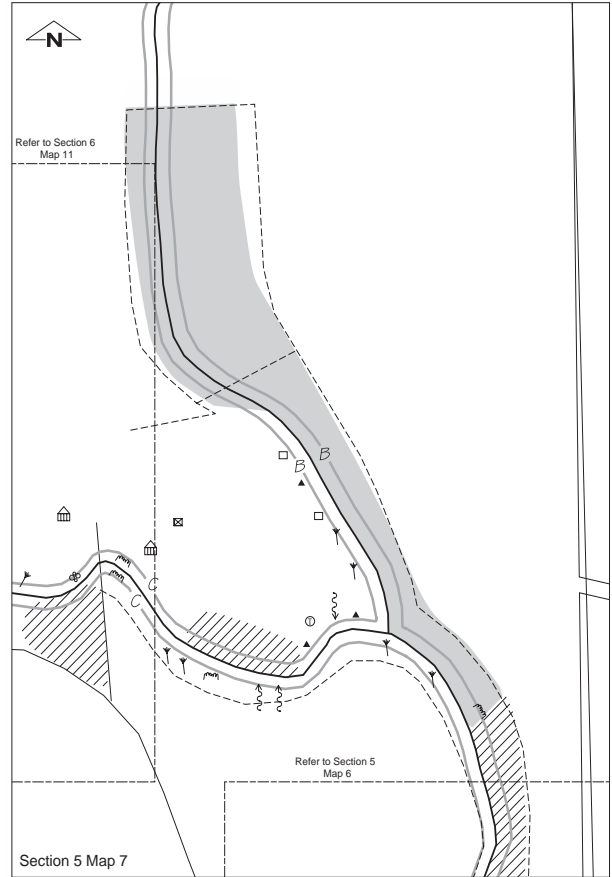 N
Refer to Section 6
Map 11
B
B
C
C
Refer to Section 5
Map 6
Section 5 Map 7